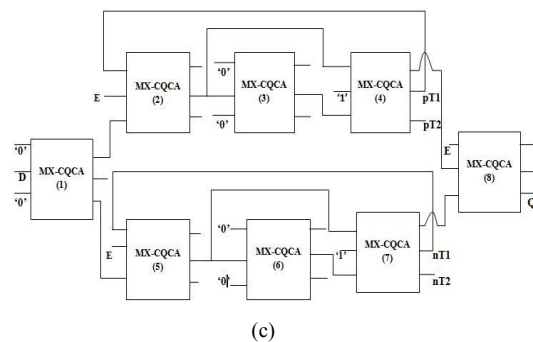 MX-CQCA
(2)
E
'0'
MX-CQCA
(3)
'0'
'1'
MX-CQCA
(4)
pT1
pT2
'0'
D
'0'
MX-CQCA
(1)
E
MX-CQCA
(8)
Q
E
MX-CQCA
(5)
'0'
'0'
MX-CQCA
(6)
'1'
MX-CQCA
(7)
nT1
nT2
(c)